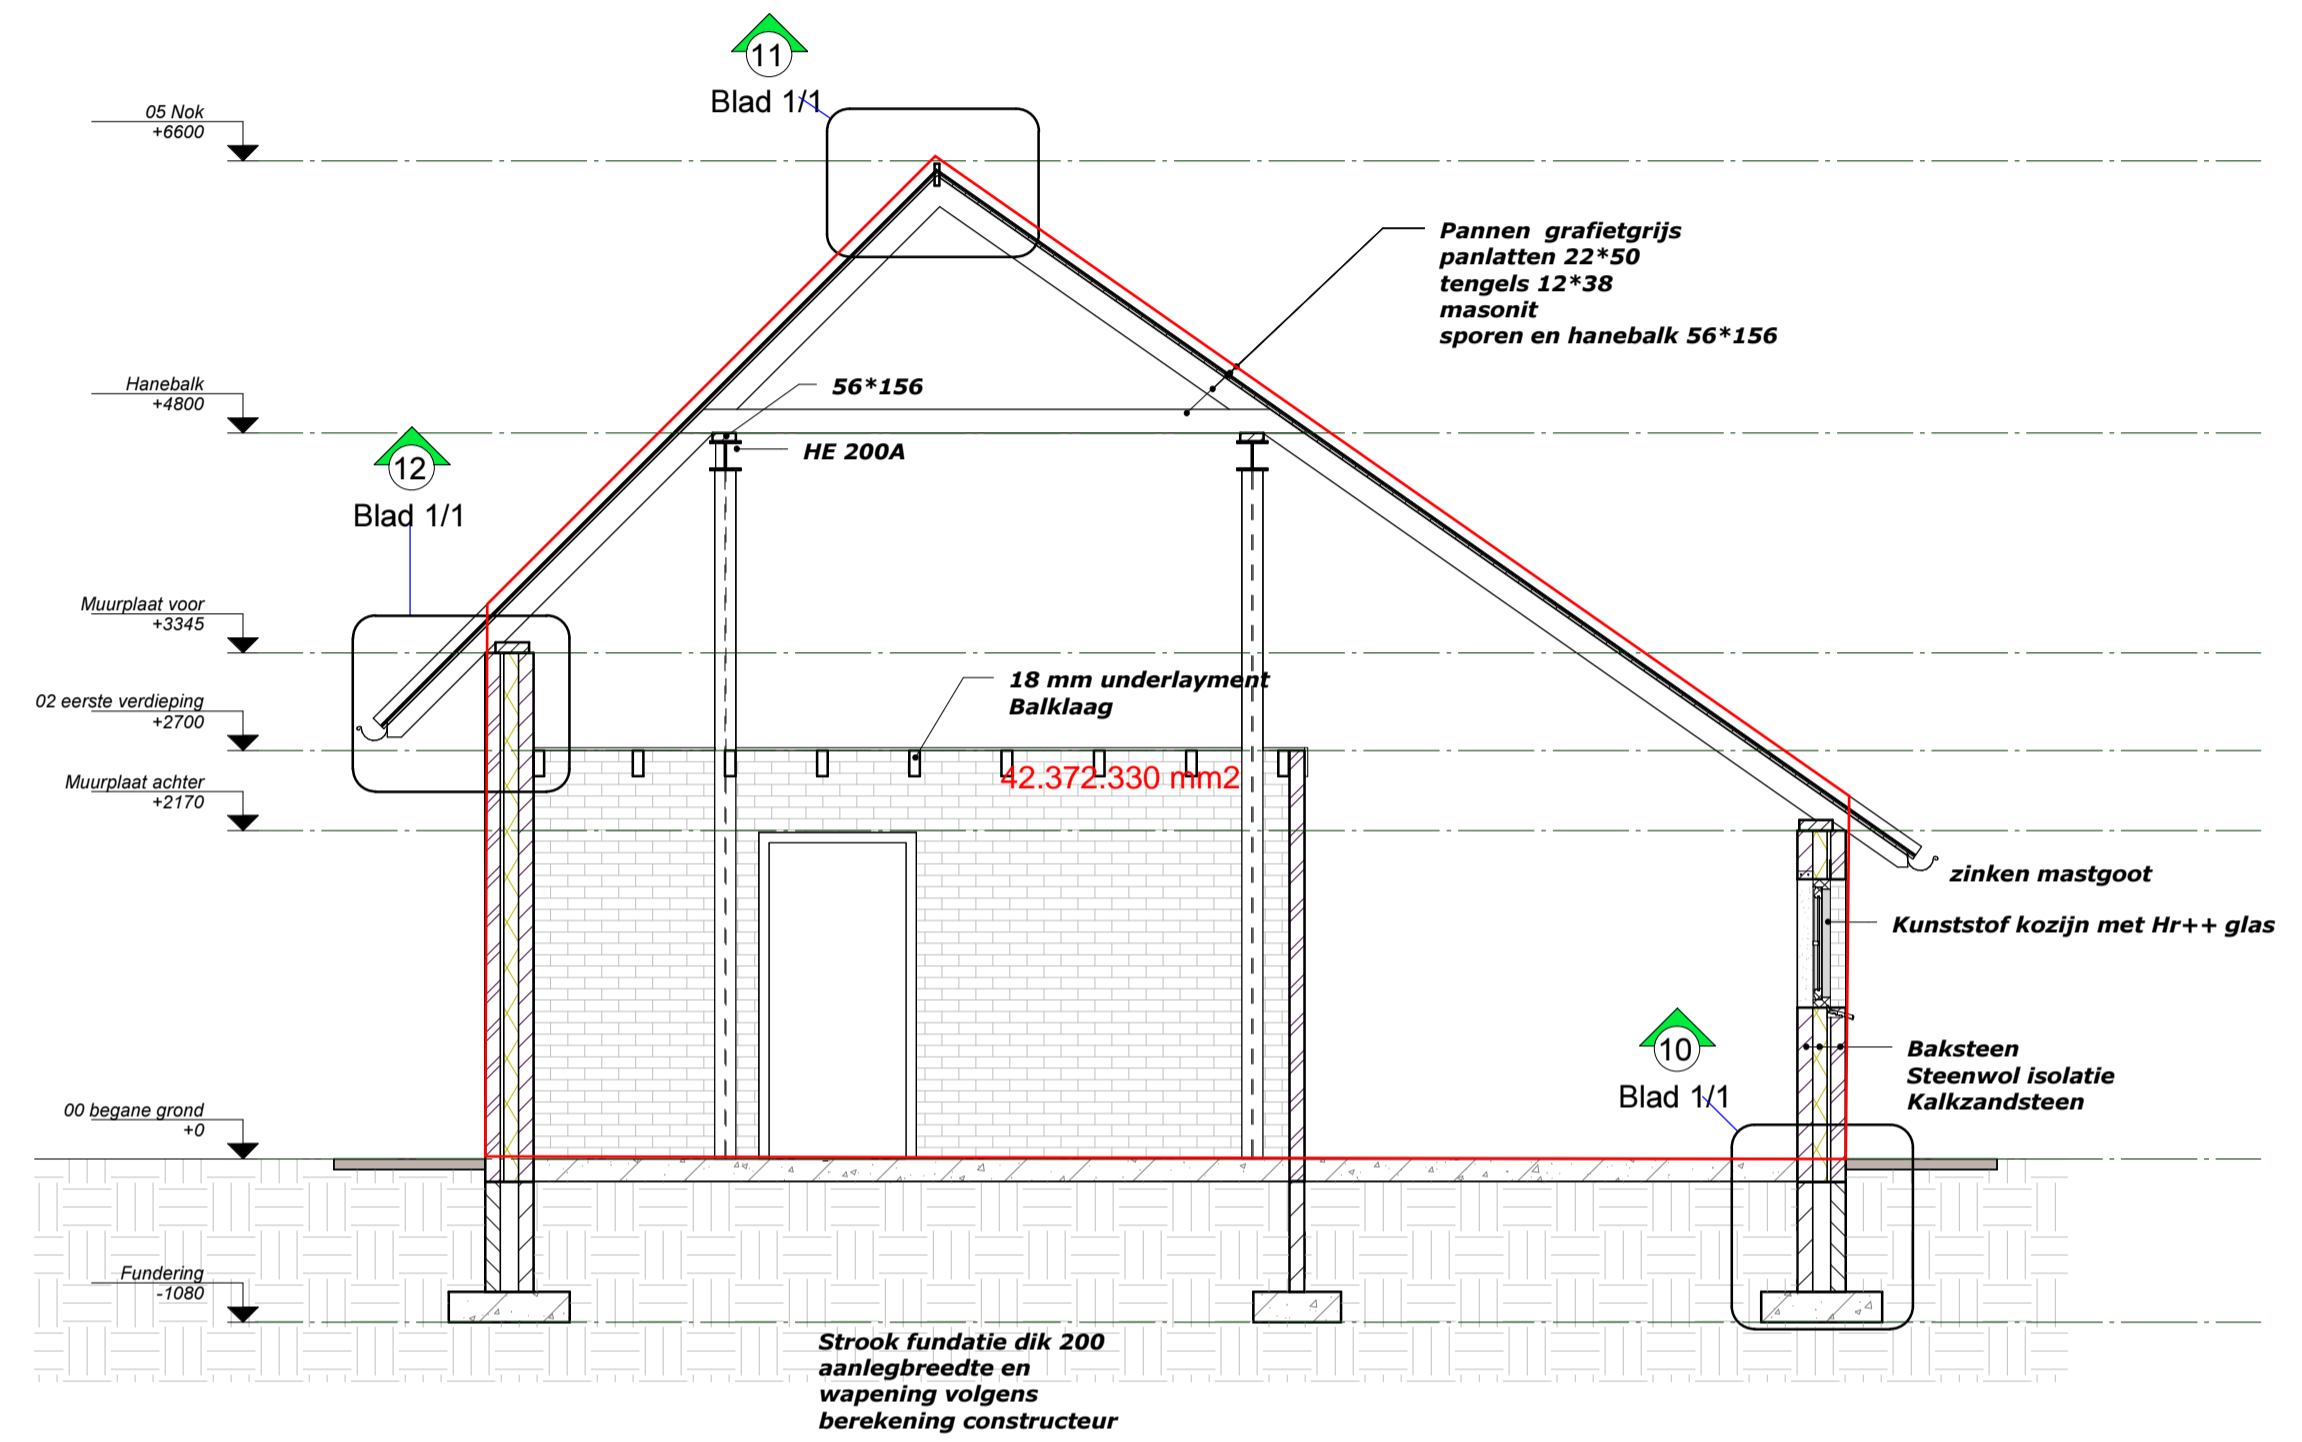 11
Blad 1/1
05 Nok
+6600
Pannen grafietgrijs
panlatten 22*50
tengels 12*38
masonit
sporen en hanebalk 56*156
Hanebalk
+4800
56*156
HE 200A
12
Blad 1/1
Muurplaat voor
+3345
18 mm underlayment
Balklaag
02 eerste verdieping
+2700
42.372.330 mm2
Muurplaat achter
+2170
zinken mastgoot
Kunststof kozijn met Hr++ glas
10
Blad 1/1
Baksteen
Steenwol isolatie
Kalkzandsteen
00 begane grond
+0
Fundering
-1080
Strook fundatie dik 200
aanlegbreedte en
wapening volgens
berekening constructeur